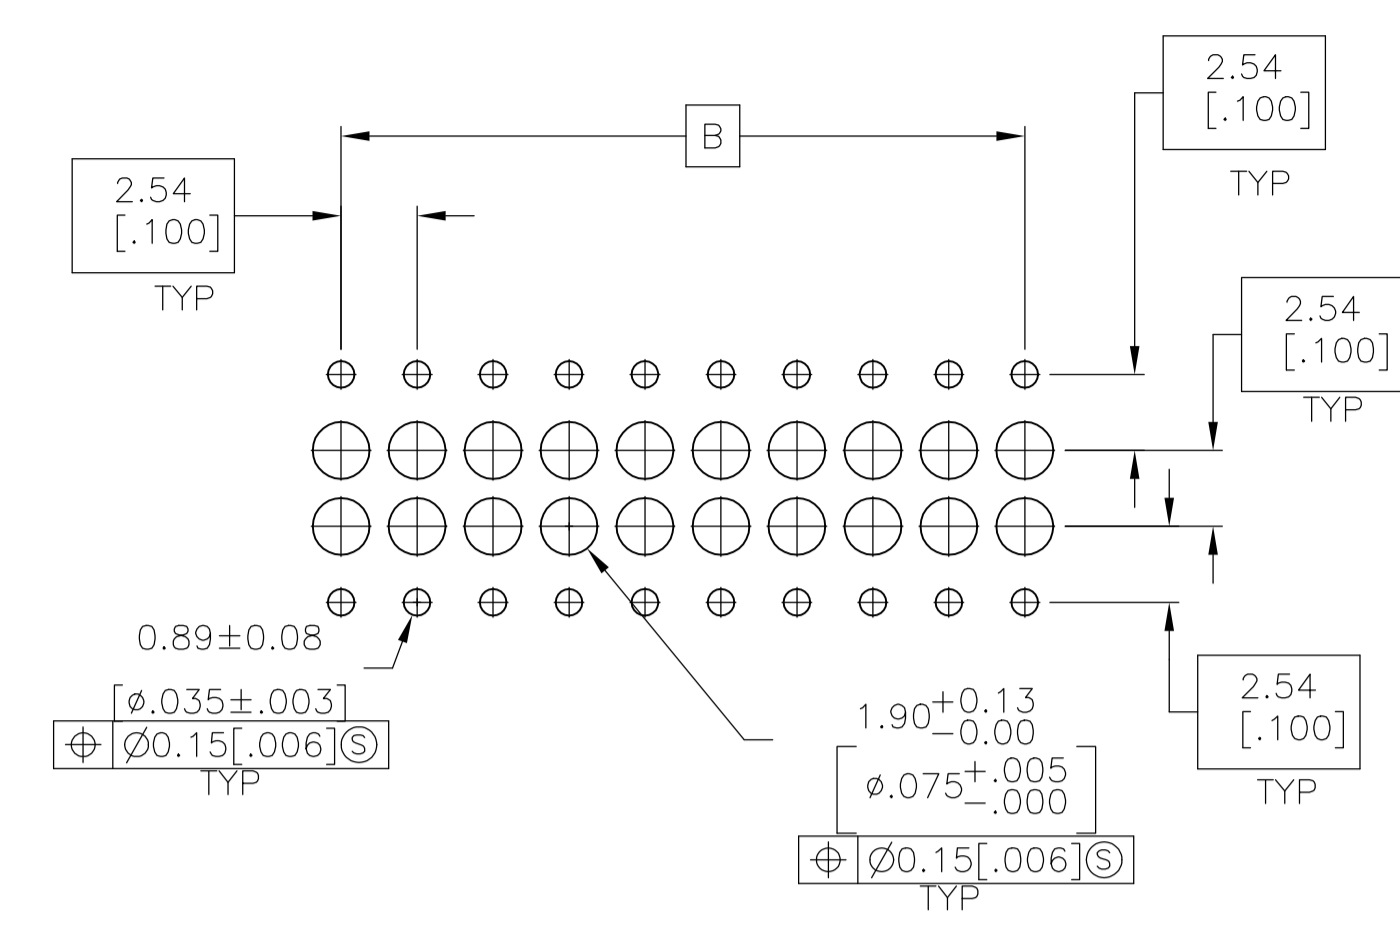 2.54
[.100]
TYP
B
2.54
[.100]
TYP
2.54
[.100]
TYP
0.89±0.08
[ø.035±.003]
⌖ Ø0.15[.006]Ⓢ
TYP
1.90+0.13
−0.00
[ø.075+.005
−.000]
⌖ Ø0.15[.006]Ⓢ
TYP
2.54
[.100]
TYP